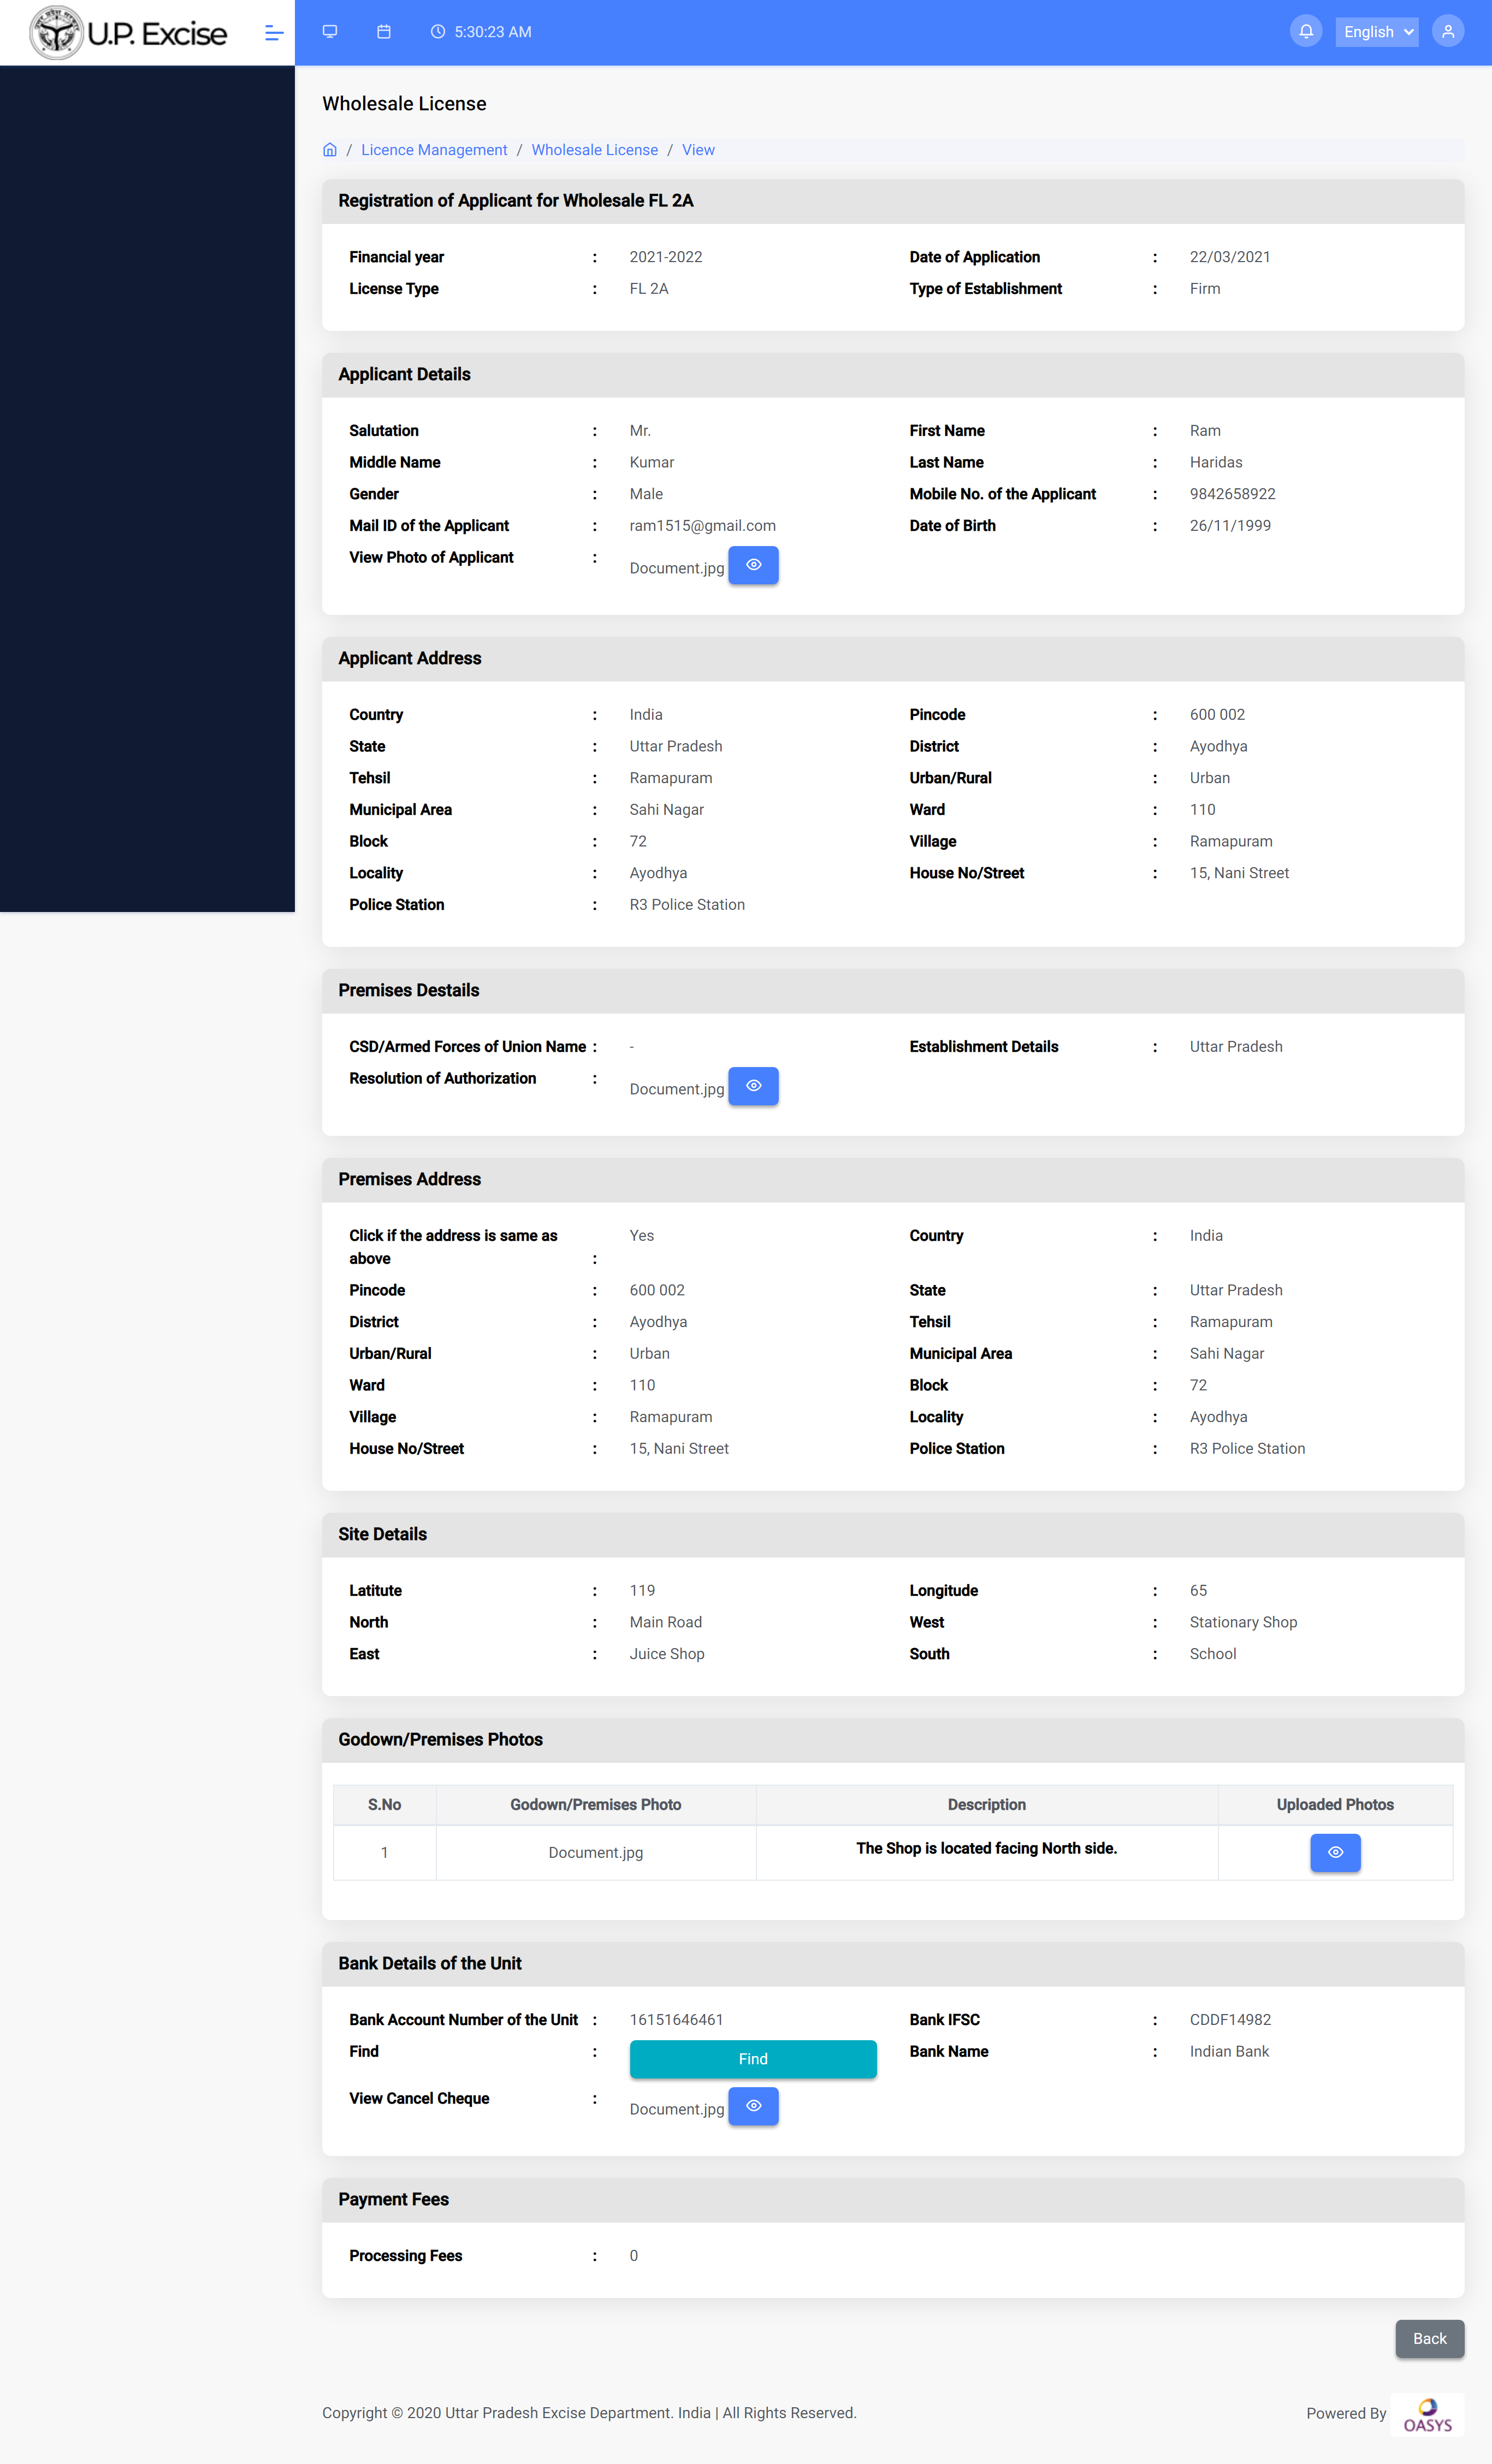 U.P. Excise
5:30:23 AM
English
Wholesale License
/ Licence Management / Wholesale License / View
Registration of Applicant for Wholesale FL 2A
Financial year : 2021-2022 Date of Application : 22/03/2021
License Type : FL 2A Type of Establishment : Firm
Applicant Details
Salutation : Mr. First Name : Ram
Middle Name : Kumar Last Name : Haridas
Gender : Male Mobile No. of the Applicant : 9842658922
Mail ID of the Applicant : ram1515@gmail.com Date of Birth : 26/11/1999
View Photo of Applicant : Document.jpg
Applicant Address
Country : India Pincode : 600 002
State : Uttar Pradesh District : Ayodhya
Tehsil : Ramapuram Urban/Rural : Urban
Municipal Area : Sahi Nagar Ward : 110
Block : 72 Village : Ramapuram
Locality : Ayodhya House No/Street : 15, Nani Street
Police Station : R3 Police Station
Premises Destails
CSD/Armed Forces of Union Name : - Establishment Details : Uttar Pradesh
Resolution of Authorization : Document.jpg
Premises Address
Click if the address is same as Yes Country : India
above :
Pincode : 600 002 State : Uttar Pradesh
District : Ayodhya Tehsil : Ramapuram
Urban/Rural : Urban Municipal Area : Sahi Nagar
Ward : 110 Block : 72
Village : Ramapuram Locality : Ayodhya
House No/Street : 15, Nani Street Police Station : R3 Police Station
Site Details
Latitute : 119 Longitude : 65
North : Main Road West : Stationary Shop
East : Juice Shop South : School
Godown/Premises Photos
S.No Godown/Premises Photo Description Uploaded Photos
1 Document.jpg The Shop is located facing North side.
Bank Details of the Unit
Bank Account Number of the Unit : 16151646461 Bank IFSC : CDDF14982
Find : Find Bank Name : Indian Bank
View Cancel Cheque : Document.jpg
Payment Fees
Processing Fees : 0
Back
Copyright © 2020 Uttar Pradesh Excise Department. India | All Rights Reserved. Powered By OASYS